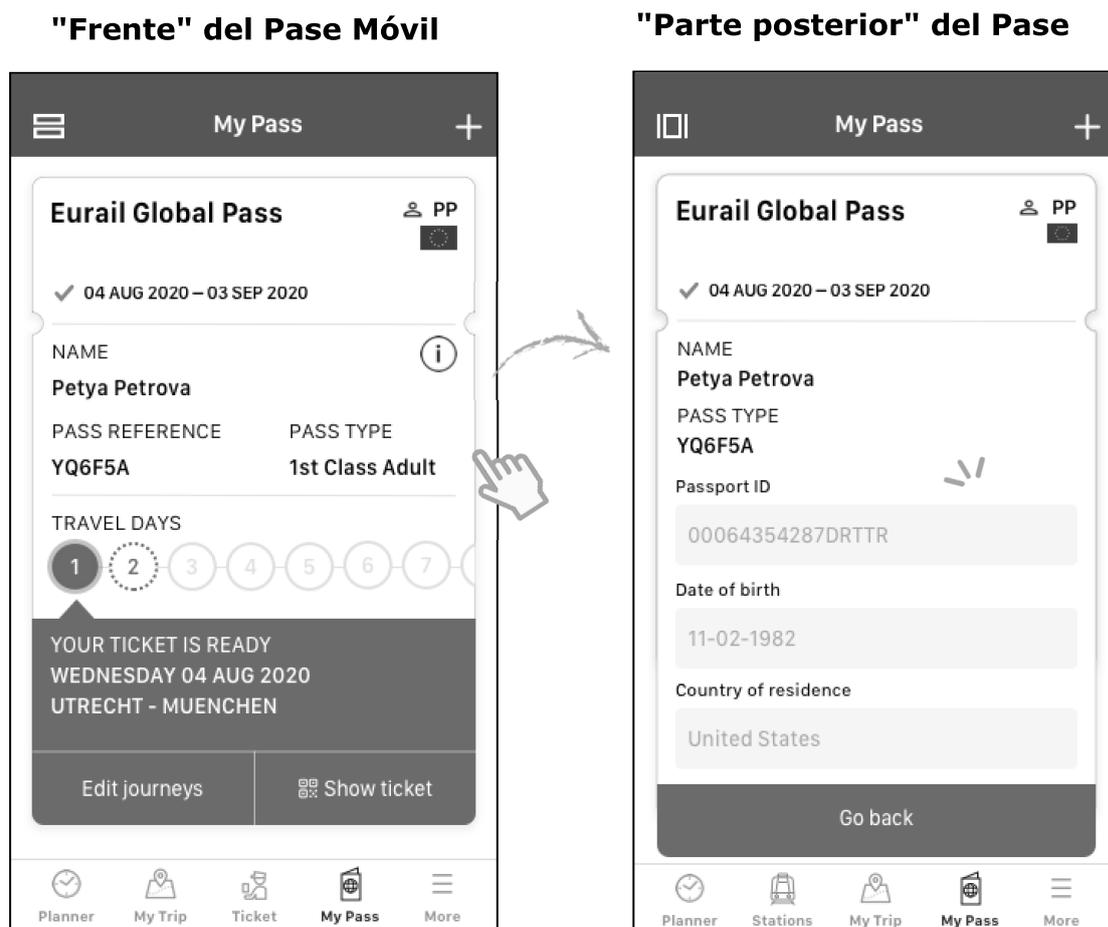 "Frente" del Pase Móvil
My Pass
Eurail Global Pass
PP
04 AUG 2020 – 03 SEP 2020
NAME
Petya Petrova
PASS REFERENCE PASS TYPE
YQ6F5A 1st Class Adult
TRAVEL DAYS
1 2 3 4 5 6 7
YOUR TICKET IS READY
WEDNESDAY 04 AUG 2020
UTRECHT - MUENCHEN
Edit journeys Show ticket
Planner My Trip Ticket My Pass More
"Parte posterior" del Pase
My Pass
Eurail Global Pass
PP
04 AUG 2020 – 03 SEP 2020
NAME
Petya Petrova
PASS TYPE
YQ6F5A
Passport ID
00064354287DRTTR
Date of birth
11-02-1982
Country of residence
United States
Go back
Planner Stations My Trip My Pass More